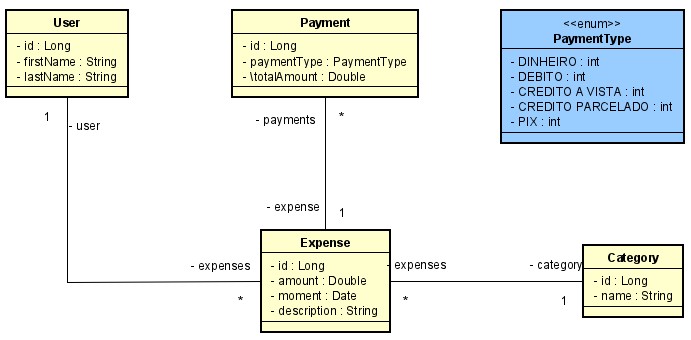 User
- id : Long
- firstName : String
- lastName : String
Payment
- id : Long
- paymentType : PaymentType
- \totalAmount : Double
<<enum>>
PaymentType
- DINHEIRO : int
- DEBITO : int
- CREDITO A VISTA : int
- CREDITO PARCELADO : int
- PIX : int
1
- user
- payments
*
- expense
1
- expenses
*
Expense
- id : Long
- amount : Double
- moment : Date
- description : String
- expenses
*
- category
1
Category
- id : Long
- name : String